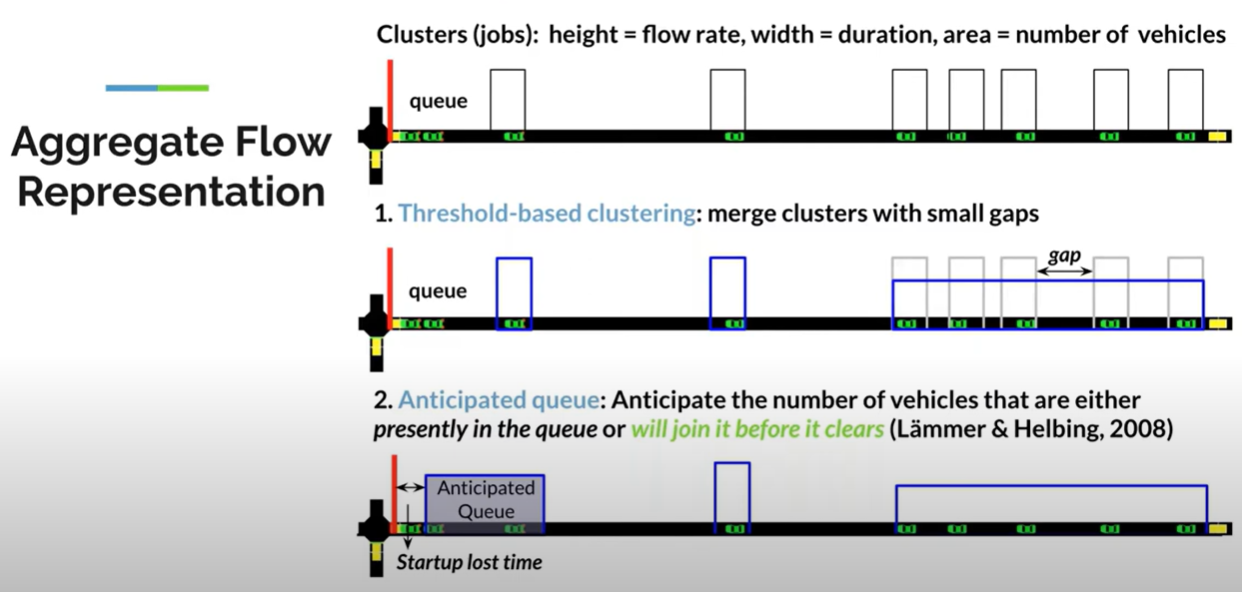 Aggregate Flow
Representation
Clusters (jobs): height = flow rate, width = duration, area = number of vehicles
queue
1. Threshold-based clustering: merge clusters with small gaps
gap
queue
2. Anticipated queue: Anticipate the number of vehicles that are either
presently in the queue or will join it before it clears (Lämmer & Helbing, 2008)
Anticipated
Queue
Startup lost time